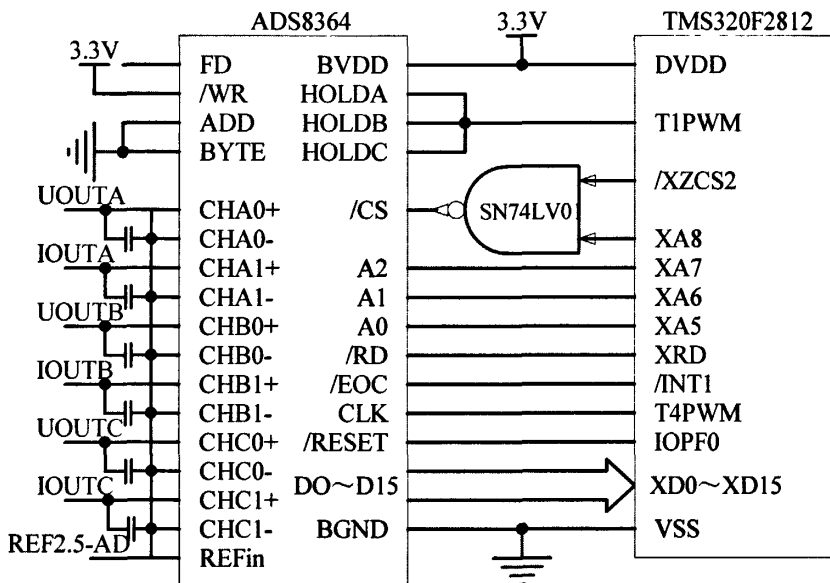 ADS8364 3.3V TMS320F2812
3.3V FD BVDD DVDD
/WR HOLDA
ADD HOLDB T1PWM
BYTE HOLDC
/XZCS2
UOUTA CHA0+ /CS SN74LV01
CHA0- XA8
IOUTA CHA1+ A2 XA7
CHA1- A1 XA6
UOUTB CHB0+ A0 XA5
CHB0- /RD XRD
IOUTB CHB1+ /EOC /INT1
CHB1- CLK T4PWM
UOUTC CHC0+ /RESET IOPF0
CHC0- DO～D15 XD0～XD15
IOUTC CHC1+
CHC1- BGND VSS
REF2.5-AD REFin